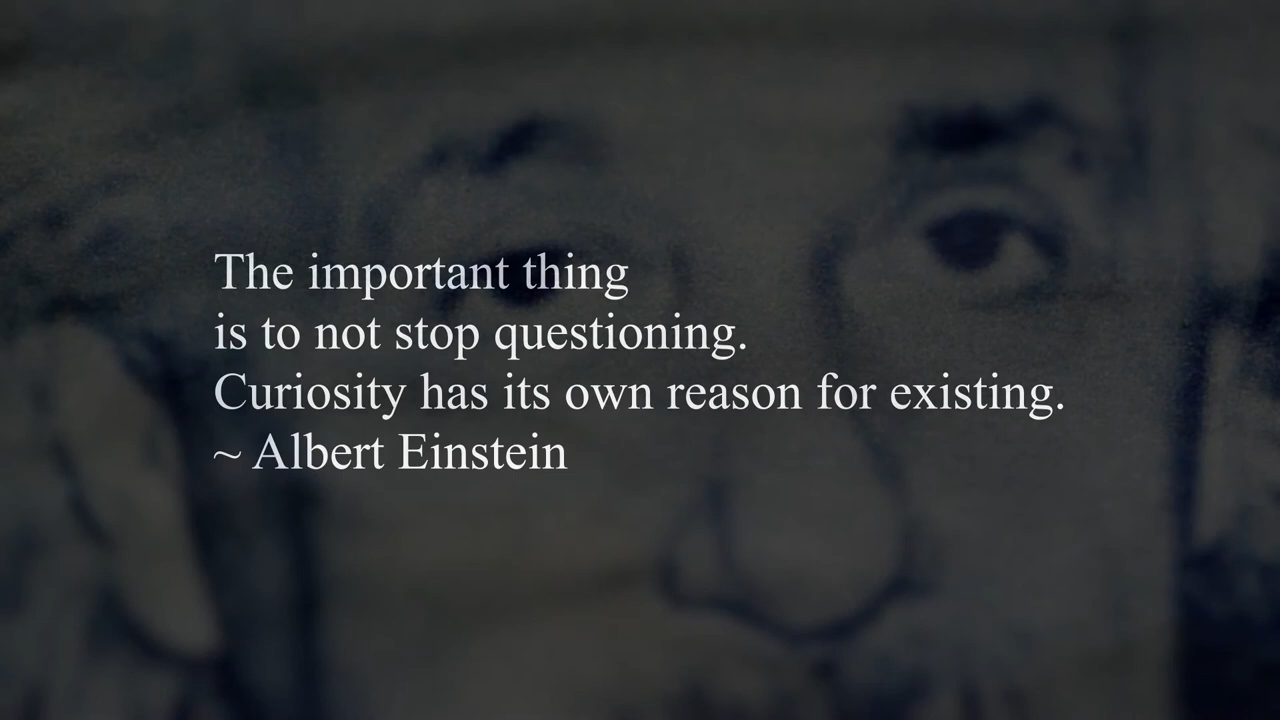 The important thing
is to not stop questioning.
Curiosity has its own reason for existing.
~ Albert Einstein